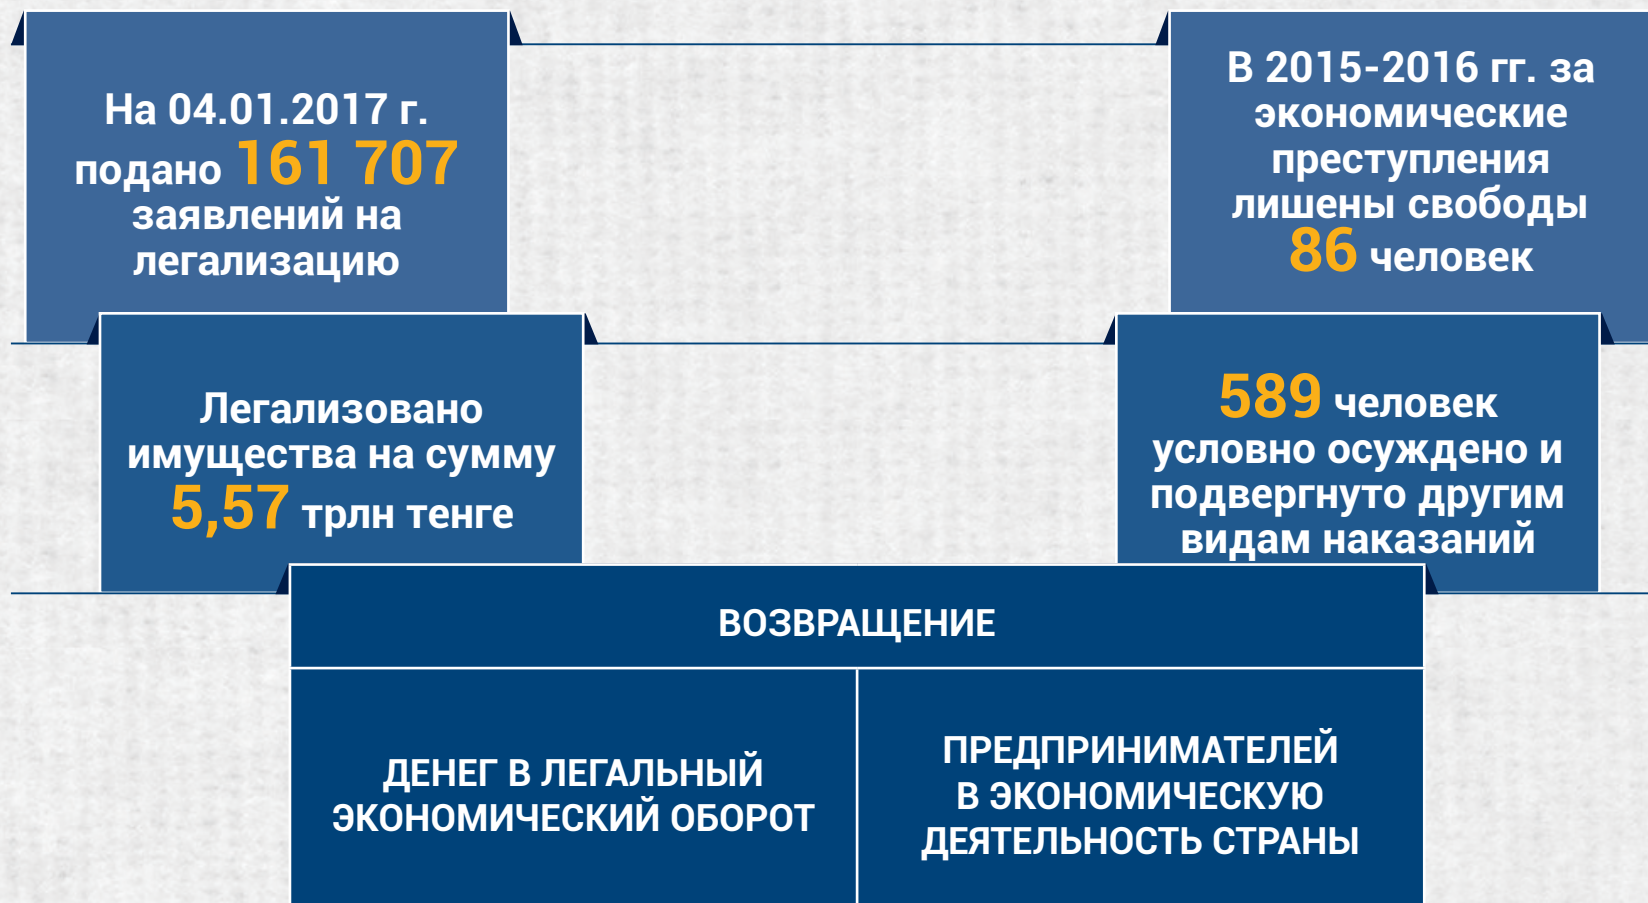 На 04.01.2017 г.
подано 161 707
заявлений на
легализацию
В 2015-2016 гг. за
экономические
преступления
лишены свободы
86 человек
Легализовано
имущества на сумму
5,57 трлн тенге
589 человек
условно осуждено и
подвергнуто другим
видам наказаний
ВОЗВРАЩЕНИЕ
ДЕНЕГ В ЛЕГАЛЬНЫЙ
ЭКОНОМИЧЕСКИЙ ОБОРОТ
ПРЕДПРИНИМАТЕЛЕЙ
В ЭКОНОМИЧЕСКУЮ
ДЕЯТЕЛЬНОСТЬ СТРАНЫ